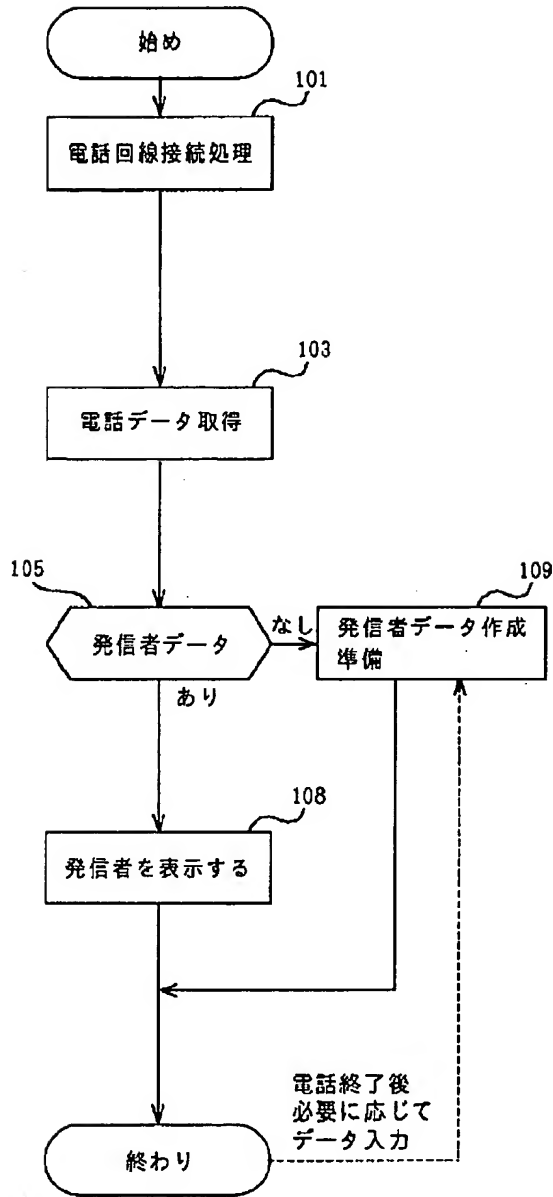 始め
101
電話回線接続処理
103
電話データ取得
105
発信者データ
なし
109
発信者データ作成
準備
あり
108
発信者を表示する
電話終了後
必要に応じて
データ入力
終わり